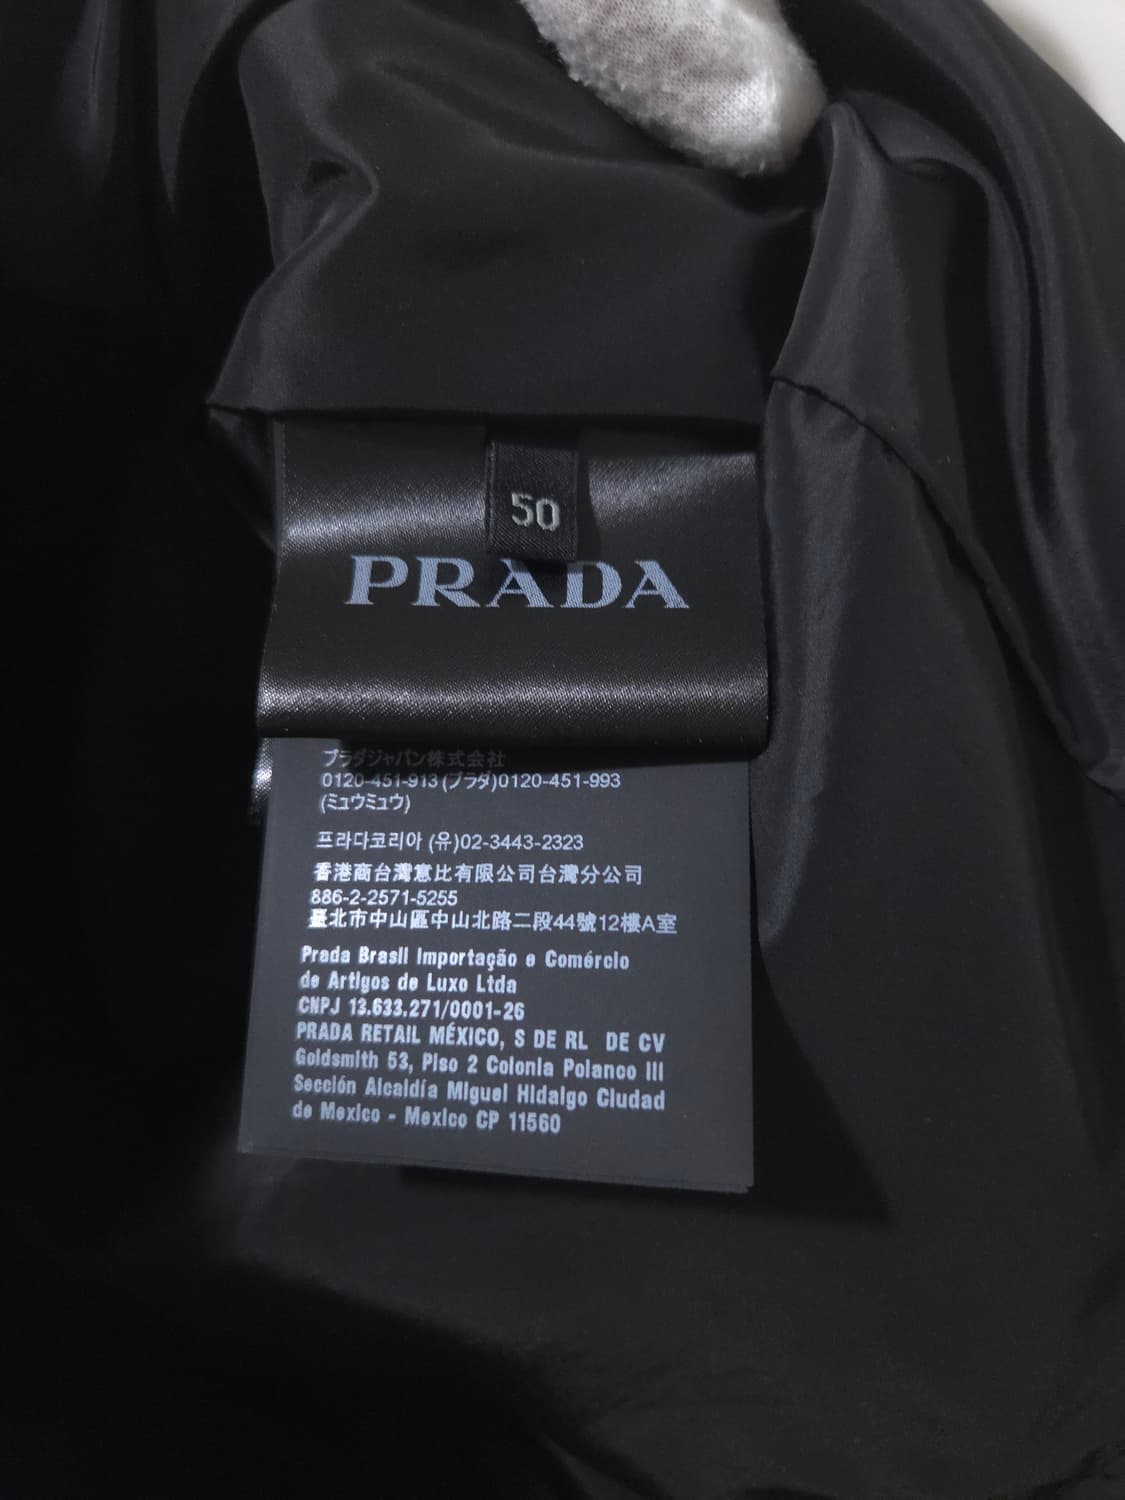 50
PRADA
プラダジャパン株式会社
0120-451-913(プラダ)0120-451-993
(ミュウミュウ)
프라다코리아 (유)02-3443-2323
香港商台灣意比有限公司台灣分公司
886-2-2571-5255
臺北市中山區中山北路二段44號12樓A室
Prada Brasil Importação e Comércio
de Artigos de Luxo Ltda
CNPJ 13.633.271/0001-26
PRADA RETAIL MÉXICO, S DE RL DE CV
Goldsmith 53, Piso 2 Colonia Polanco III
Sección Alcaldía Miguel Hidalgo Ciudad
de Mexico - Mexico CP 11560